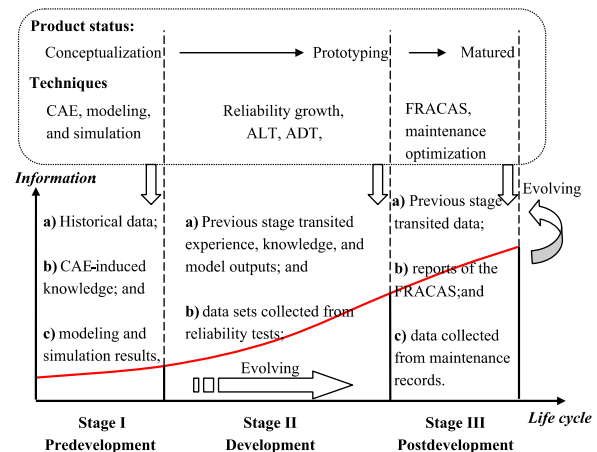 Product status:
Conceptualization
Prototyping
Matured
Techniques
CAE, modeling,
and simulation
Reliability growth,
ALT, ADT,
FRACAS,
maintenance
optimization
Information
Evolving
a) Historical data;
b) CAE-induced
knowledge; and
c) modeling and
simulation results,
a) Previous stage transited
experience, knowledge, and
model outputs; and
b) data sets collected from
reliability tests;
a) Previous stage
transited data;
b) reports of the
FRACAS;and
c) data collected
from maintenance
records.
Evolving
Life cycle
Stage I
Predevelopment
Stage II
Development
Stage III
Postdevelopment